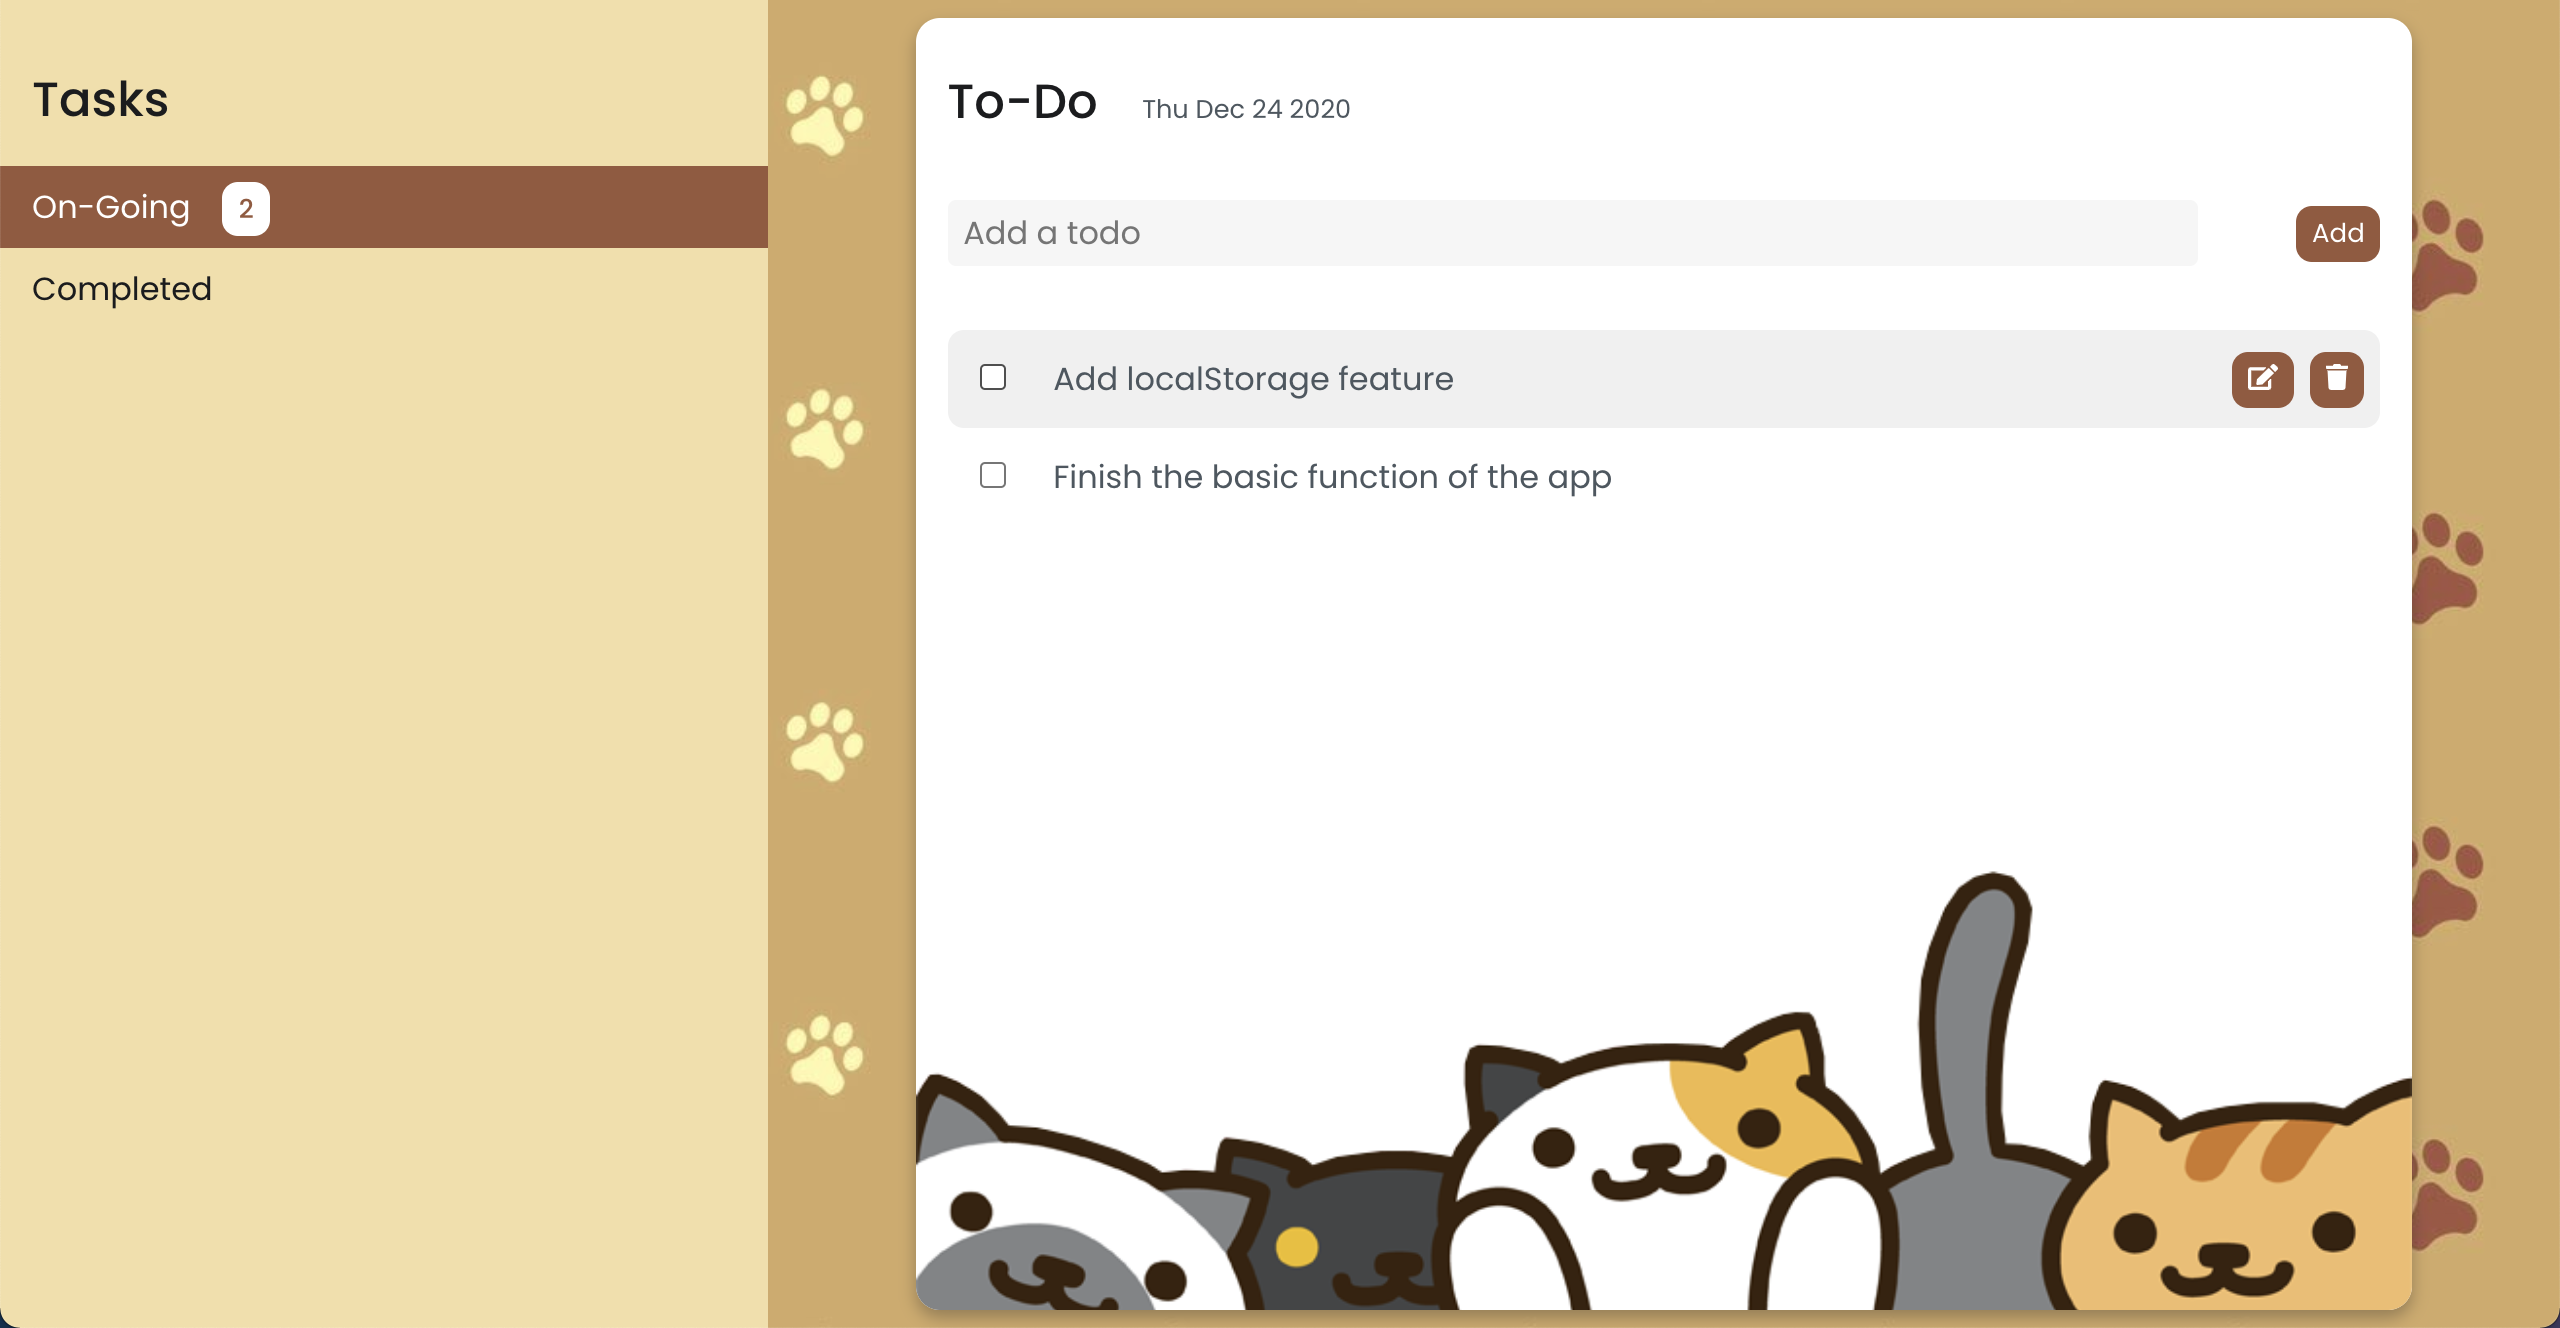 Tasks
On-Going 2
Completed
To-Do Thu Dec 24 2020
Add a todo Add
Add localStorage feature
Finish the basic function of the app